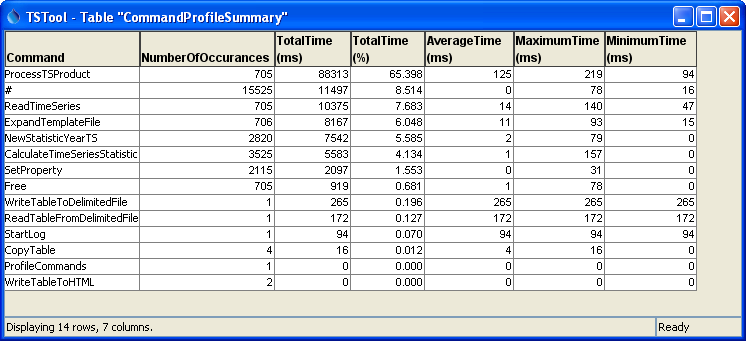 TSTool - Table "CommandProfileSummary"
Command NumberOfOccurances TotalTime (ms) TotalTime (%) AverageTime (ms) MaximumTime (ms) MinimumTime (ms)
ProcessTSProduct 705 88313 65.398 125 219 94
# 15525 11497 8.514 0 78 16
ReadTimeSeries 705 10375 7.683 14 140 47
ExpandTemplateFile 706 8167 6.048 11 93 15
NewStatisticYearTS 2820 7542 5.585 2 79 0
CalculateTimeSeriesStatistic 3525 5583 4.134 1 157 0
SetProperty 2115 2097 1.553 0 31 0
Free 705 919 0.681 1 78 0
WriteTableToDelimitedFile 1 265 0.196 265 265 265
ReadTableFromDelimitedFile 1 172 0.127 172 172 172
StartLog 1 94 0.070 94 94 94
CopyTable 4 16 0.012 4 16 0
ProfileCommands 1 0 0.000 0 0 0
WriteTableToHTML 2 0 0.000 0 0 0
Displaying 14 rows, 7 columns. Ready